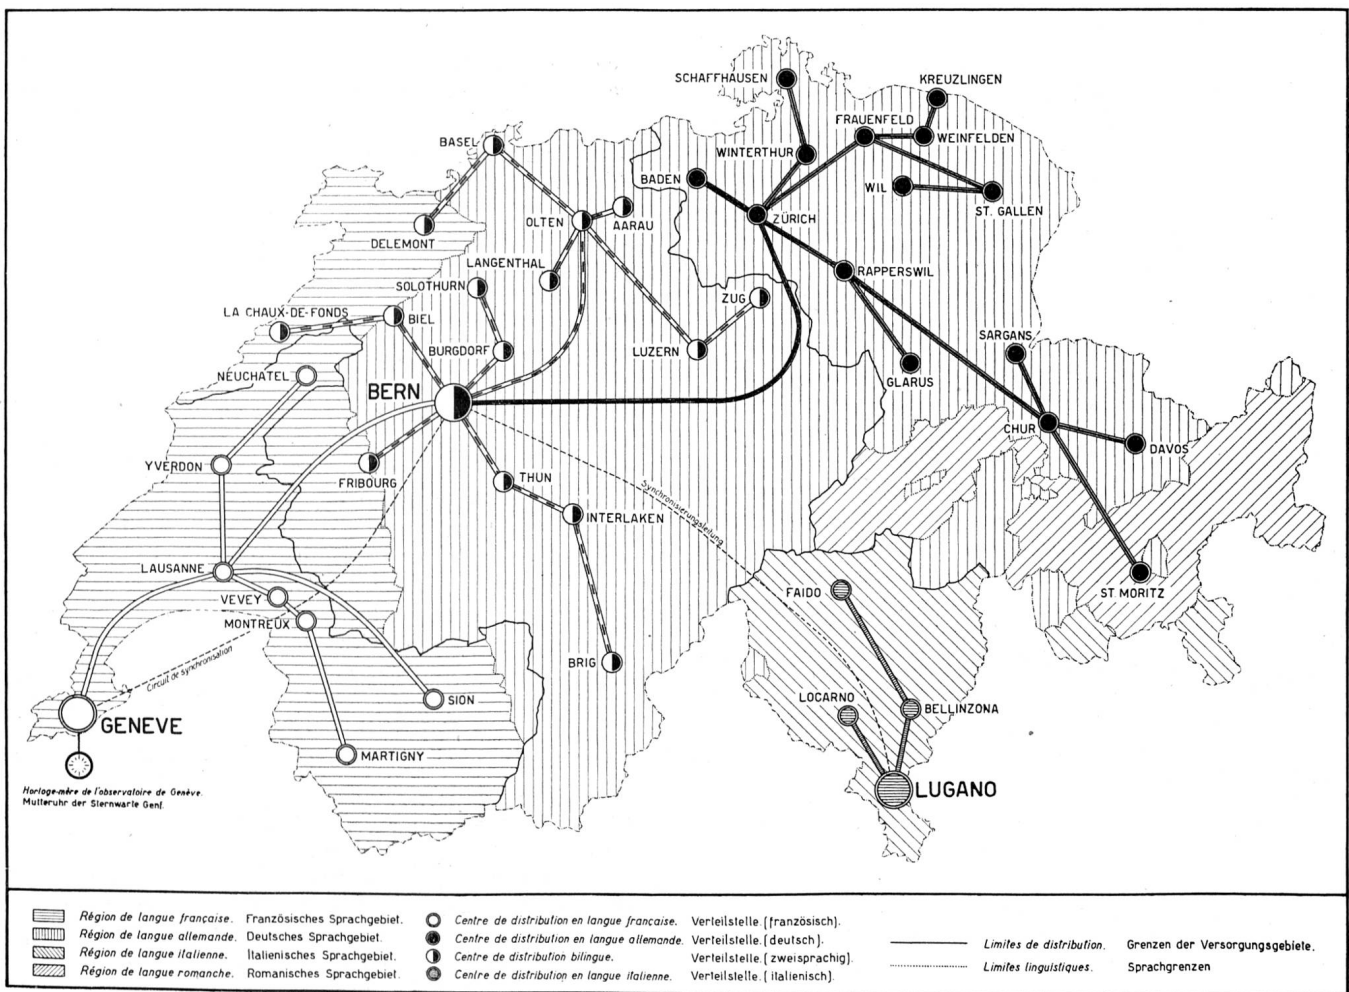 SCHAFFHAUSEN
KREUZLINGEN
FRAUENFELD
WEINFELDEN
BASEL
WINTERTHUR
BADEN
WIL
ST. GALLEN
ZÜRICH
OLTEN
AARAU
DELEMONT
LANGENTHAL
RAPPERSWIL
SOLOTHURN
ZUG
LA CHAUX-DE-FONDS
BIEL
SARGANS
BURGDORF
LUZERN
NEUCHATEL
GLARUS
BERN
CHUR
DAVOS
YVERDON
FRIBOURG
THUN
Synchronisierungsleitung
INTERLAKEN
LAUSANNE
FAIDO
ST. MORITZ
VEVEY
MONTREUX
Circuit de synchronisation
BRIG
SION
LOCARNO
BELLINZONA
GENEVE
MARTIGNY
LUGANO
Horloge-mère de l'observatoire de Genève.
Mutteruhr der Sternwarte Genf.
Région de langue française. Französisches Sprachgebiet.
Région de langue allemande. Deutsches Sprachgebiet.
Région de langue italienne. Italienisches Sprachgebiet.
Région de langue romanche. Romanisches Sprachgebiet.
Centre de distribution en langue française. Verteilstelle. (französisch).
Centre de distribution en langue allemande. Verteilstelle. (deutsch).
Centre de distribution bilingue. Verteilstelle. (zweisprachig).
Centre de distribution en langue italienne. Verteilstelle. (italienisch).
Limites de distribution. Grenzen der Versorgungsgebiete.
Limites linguistiques. Sprachgrenzen